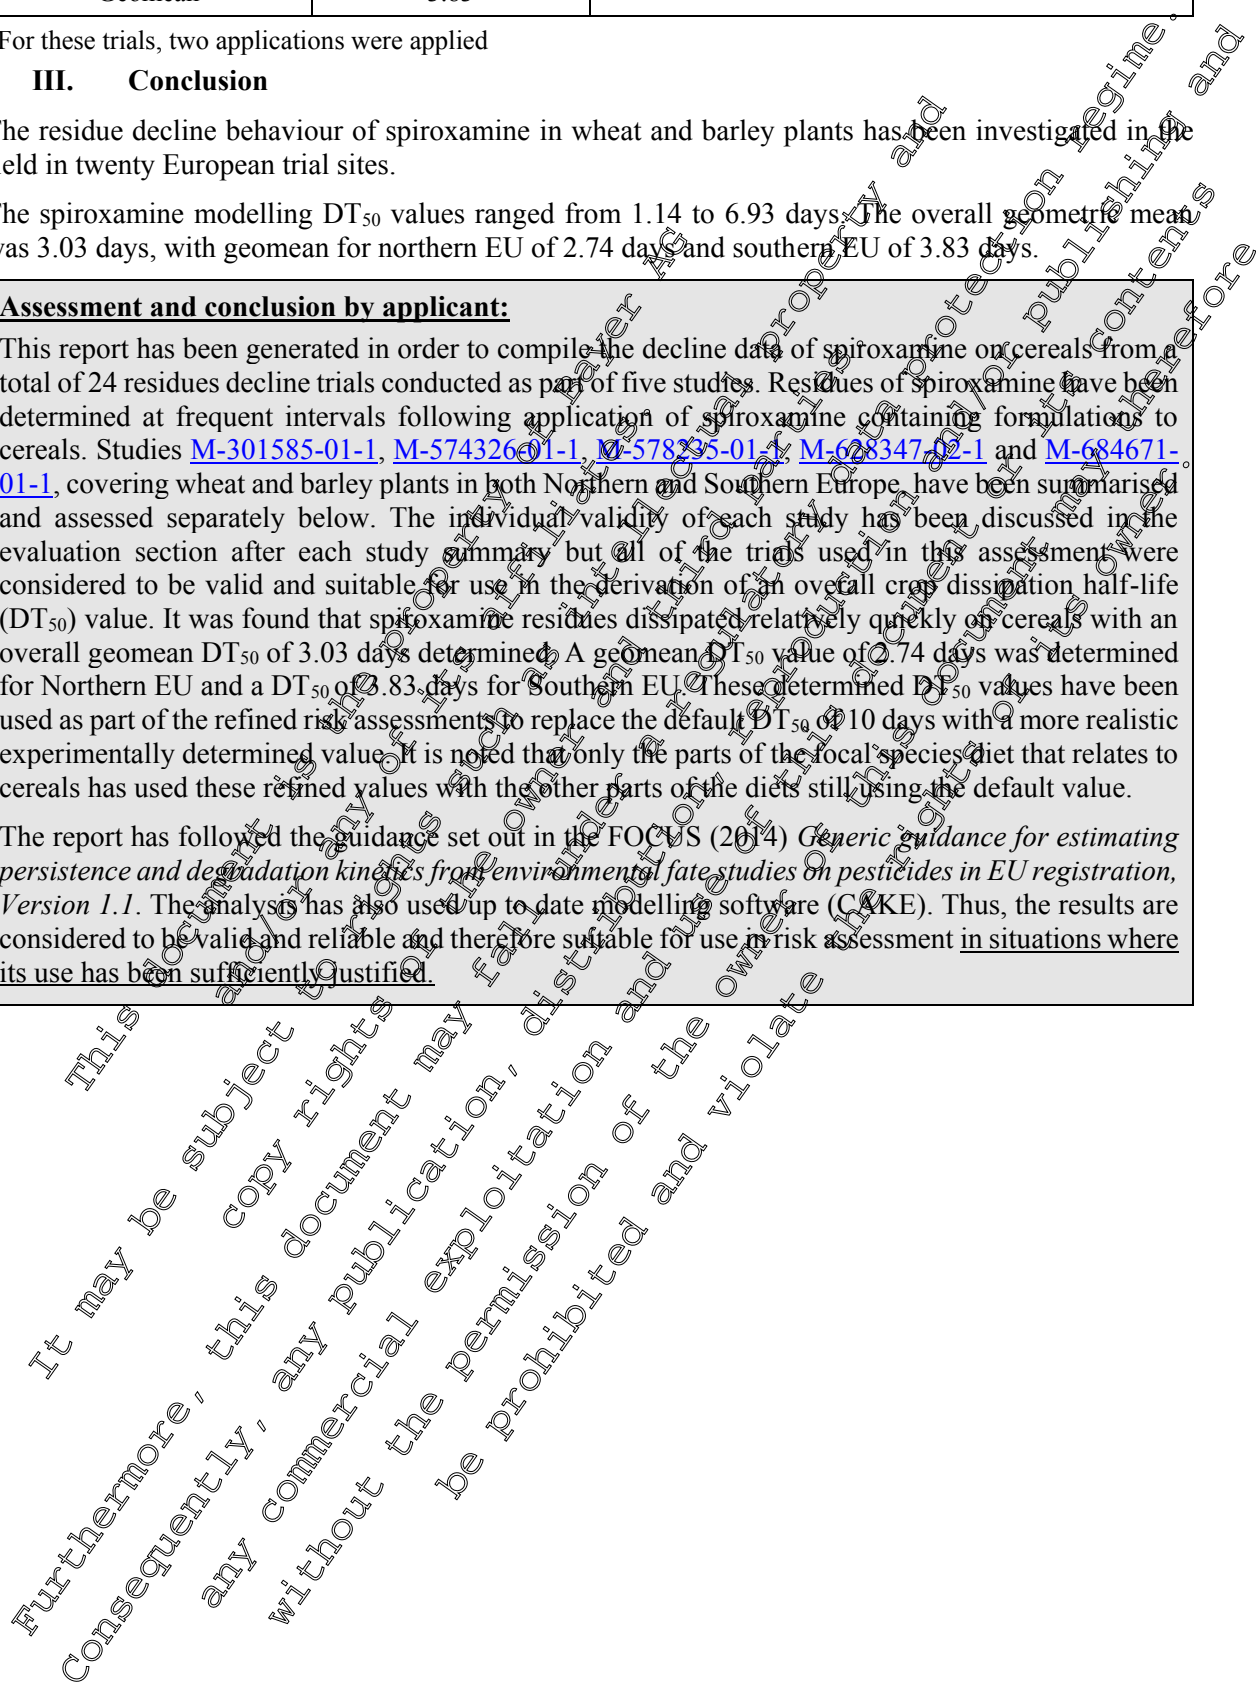 Geomean 3.83
For these trials, two applications were applied
III. Conclusion
he residue decline behaviour of spiroxamine in wheat and barley plants has been investigated in the
eld in twenty European trial sites.
he spiroxamine modelling DT50 values ranged from 1.14 to 6.93 days. The overall geometric mean
as 3.03 days, with geomean for northern EU of 2.74 days and southern EU of 3.83 days.
Assessment and conclusion by applicant:
This report has been generated in order to compile the decline data of spiroxamine on cereals from a
total of 24 residues decline trials conducted as part of five studies. Residues of spiroxamine have been
determined at frequent intervals following application of spiroxamine containing formulations to
cereals. Studies M-301585-01-1, M-574326-01-1, M-578235-01-1, M-628347-02-1 and M-684671-
01-1, covering wheat and barley plants in both Northern and Southern Europe, have been summarised
and assessed separately below. The individual validity of each study has been discussed in the
evaluation section after each study summary but all of the trials used in this assessment were
considered to be valid and suitable for use in the derivation of an overall crop dissipation half-life
(DT50) value. It was found that spiroxamine residues dissipated relatively quickly on cereals with an
overall geomean DT50 of 3.03 days determined. A geomean DT50 value of 2.74 days was determined
for Northern EU and a DT50 of 3.83 days for Southern EU. These determined DT50 values have been
used as part of the refined risk assessments to replace the default DT50 of 10 days with a more realistic
experimentally determined value. It is noted that only the parts of the focal species diet that relates to
cereals has used these refined values with the other parts of the diets still using the default value.
The report has followed the guidance set out in the FOCUS (2014) Generic guidance for estimating
persistence and degradation kinetics from environmental fate studies on pesticides in EU registration,
Version 1.1. The analysis has also used up to date modelling software (CAKE). Thus, the results are
considered to be valid and reliable and therefore suitable for use in risk assessment in situations where
its use has been sufficiently justified.
This document is the property of Bayer AG
and/or any of its affiliates.
It may be subject to rights such as intellectual property and
copy rights of the owner and third parties.
Furthermore, this document may fall under a regulatory data protection regime.
Consequently, any publication, distribution, reproduction and/or publishing and
any commercial exploitation and use of this document or its contents
without the permission of the owner of this document may therefore
be prohibited and violate the rights of its owner.